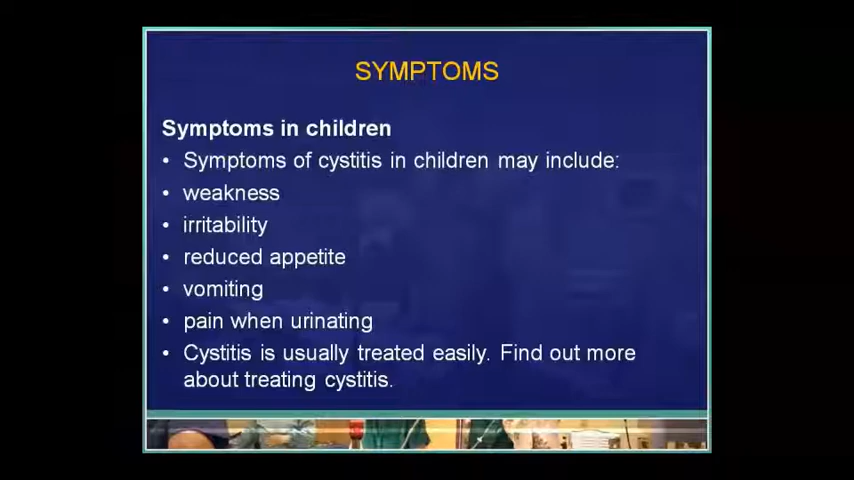 SYMPTOMS
Symptoms in children
• Symptoms of cystitis in children may include:
• weakness
• irritability
• reduced appetite
• vomiting
• pain when urinating
• Cystitis is usually treated easily. Find out more
about treating cystitis.